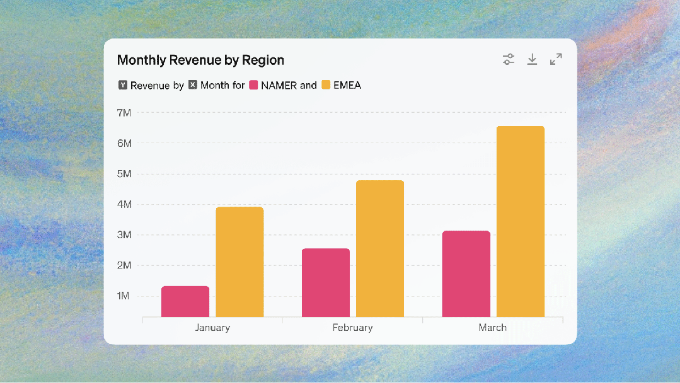 Monthly Revenue by Region
Y Revenue by X Month for NAMER and EMEA
7M
6M
5M
4M
3M
2M
1M
January February March